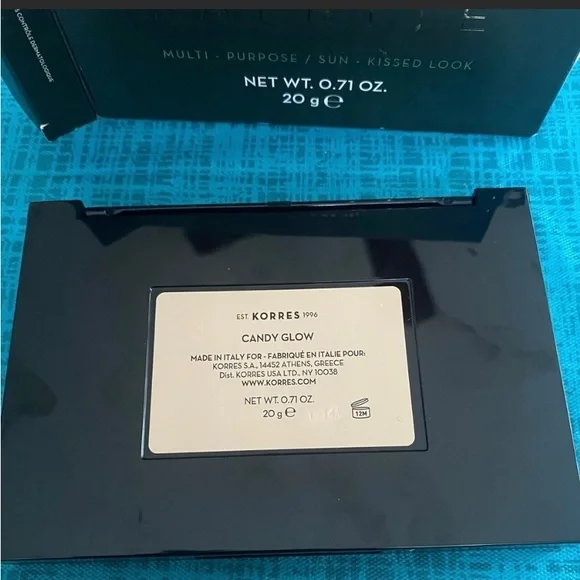 S CONTRÔLE DERMATOLOGIQUE
MULTI - PURPOSE / SUN - KISSED LOOK
NET WT. 0.71 OZ.
20 g ℮
EST. KORRES 1996
CANDY GLOW
MADE IN ITALY FOR - FABRIQUÉ EN ITALIE POUR:
KORRES S.A., 14452 ATHENS, GREECE
Dist. KORRES USA LTD., NY 10038
WWW.KORRES.COM
NET WT. 0.71 OZ.
20 g ℮
12M